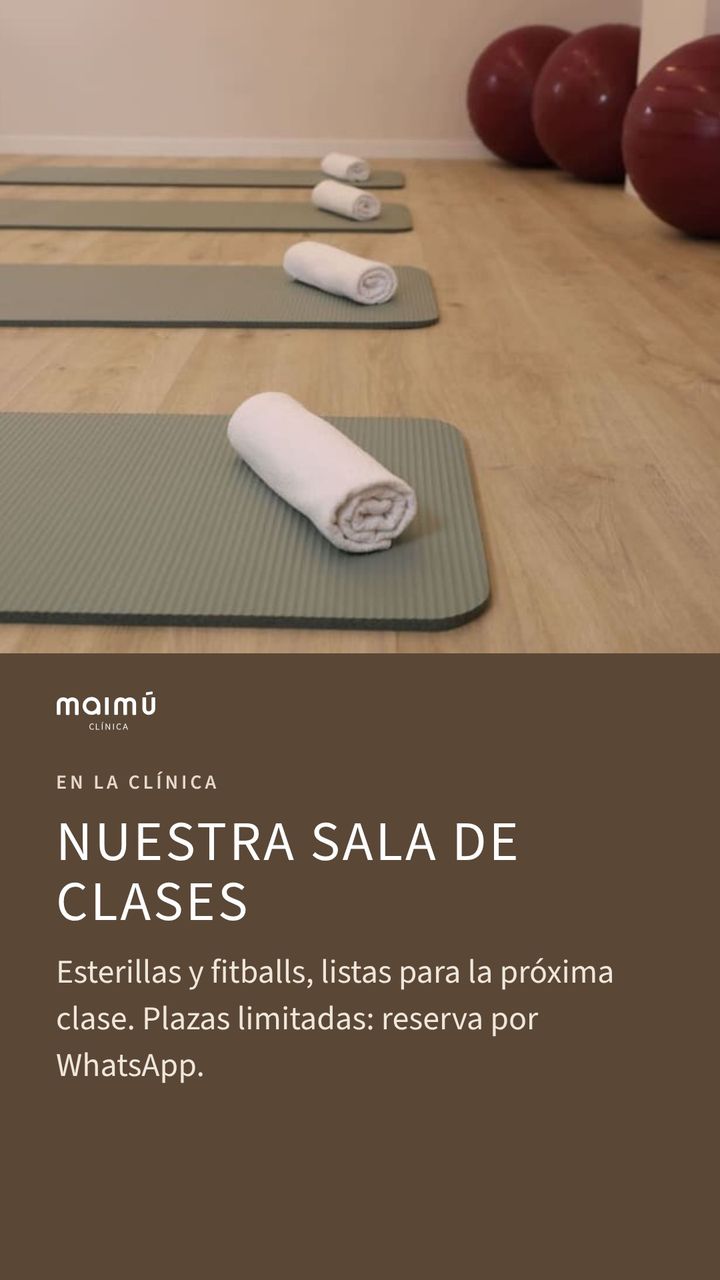 maimú
CLÍNICA
EN LA CLÍNICA
NUESTRA SALA DE
CLASES
Esterillas y fitballs, listas para la próxima
clase. Plazas limitadas: reserva por
WhatsApp.